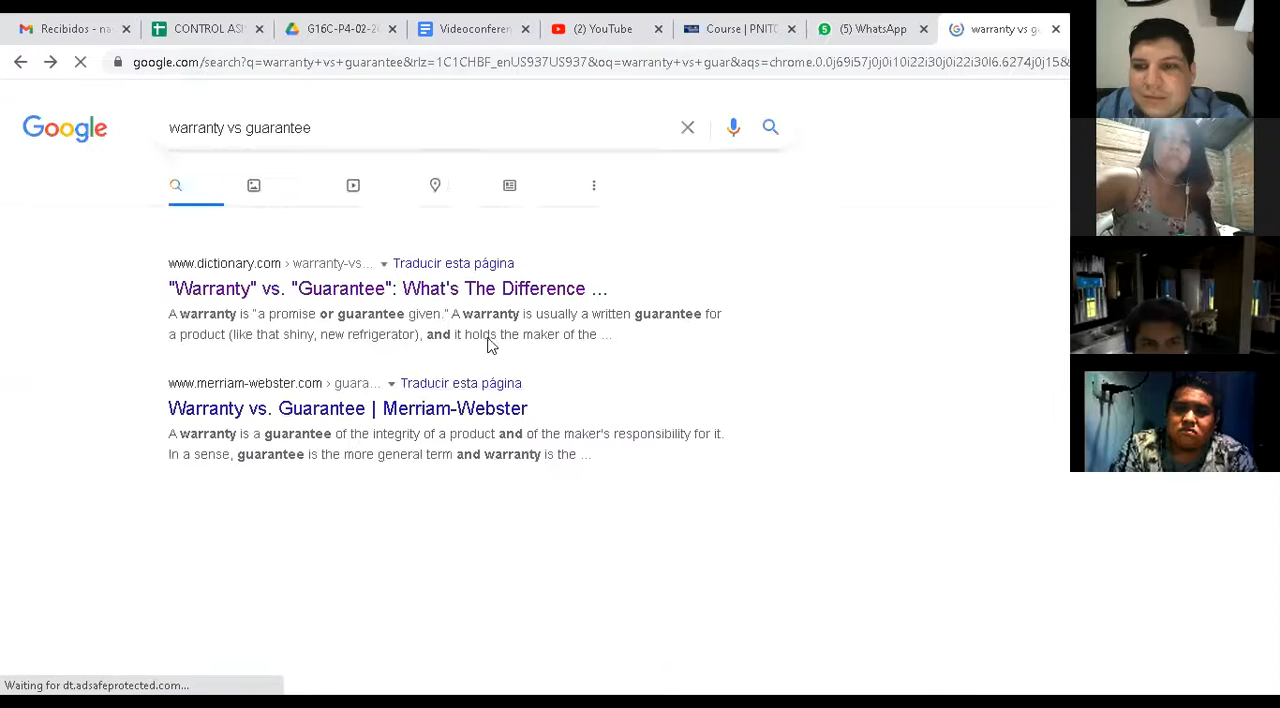 Recibidos - na
CONTROL ASI
G16C-P4-02-2
Videoconferen
(2) YouTube
Course | PNITO
(5) WhatsApp
warranty vs g
google.com/search?q=warranty+vs+guarantee&rlz=1C1CHBF_enUS937US937&oq=warranty+vs+guar&aqs=chrome.0.0j69i57j0j0i10i22i30j0i22i30l6.6274j0j15&
Google
warranty vs guarantee
www.dictionary.com › warranty-vs... Traducir esta página
"Warranty" vs. "Guarantee": What's The Difference ...
A warranty is "a promise or guarantee given." A warranty is usually a written guarantee for
a product (like that shiny, new refrigerator), and it holds the maker of the ...
www.merriam-webster.com › guara... Traducir esta página
Warranty vs. Guarantee | Merriam-Webster
A warranty is a guarantee of the integrity of a product and of the maker's responsibility for it.
In a sense, guarantee is the more general term and warranty is the ...
Waiting for dt.adsafeprotected.com...